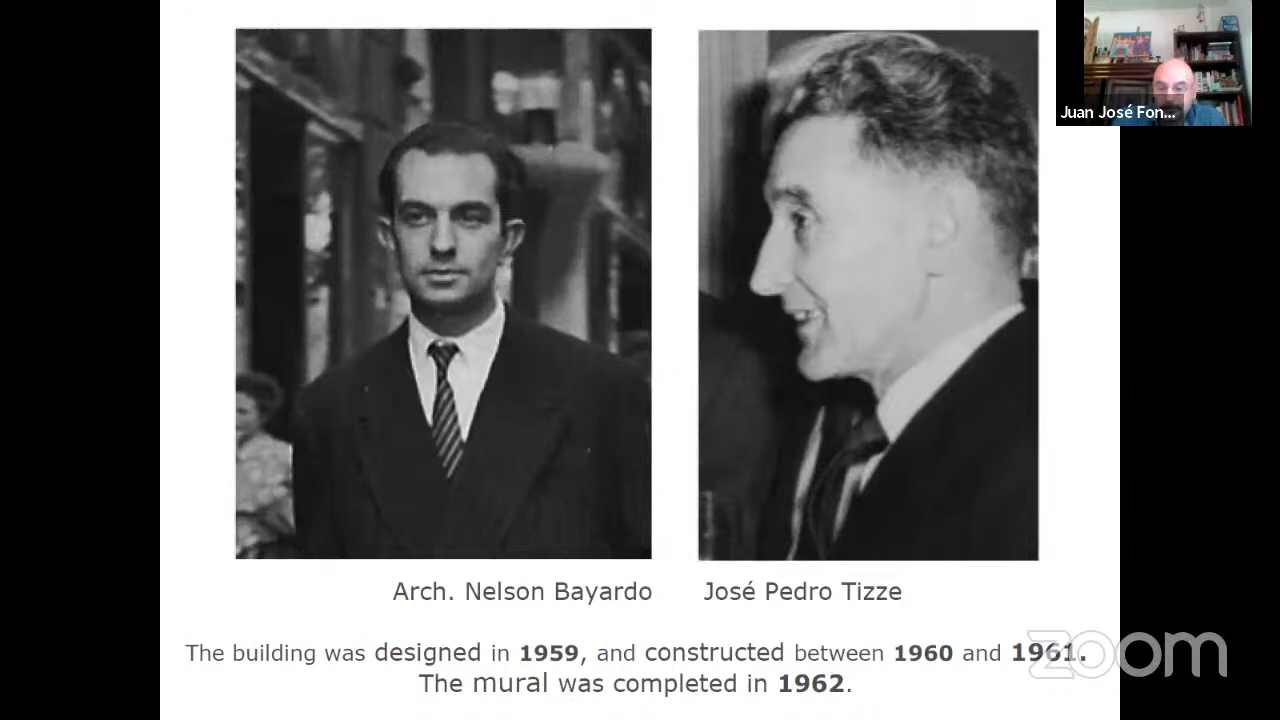 Juan José Fon...
Arch. Nelson Bayardo
José Pedro Tizze
The building was designed in 1959, and constructed between 1960 and 1961.
The mural was completed in 1962.
zoom